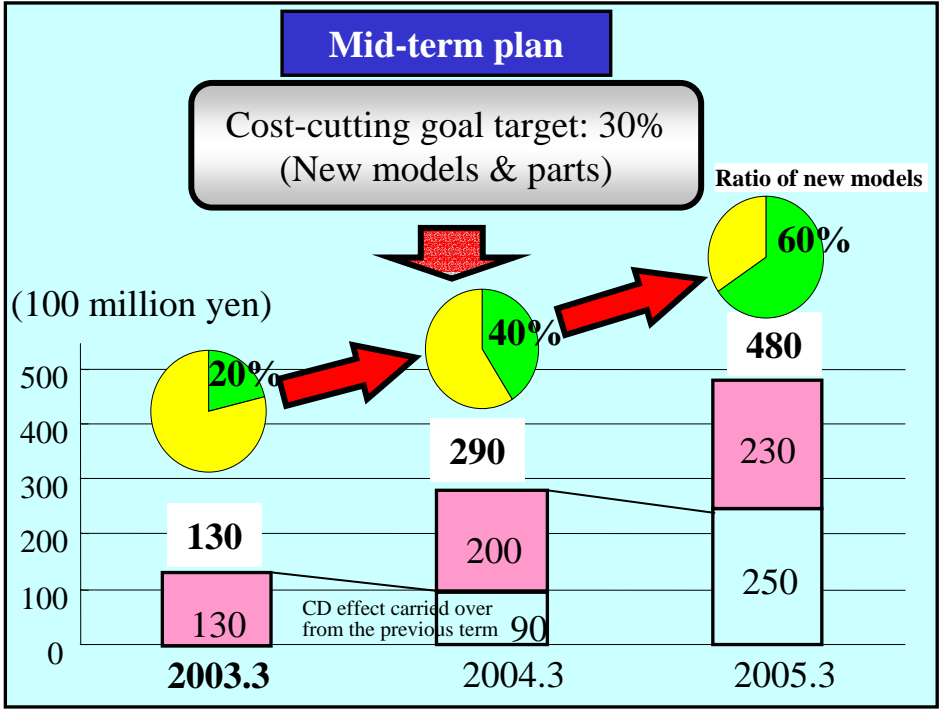 Mid-term plan
Cost-cutting goal target: 30%
(New models & parts)
Ratio of new models
60%
(100 million yen)
40%
480
20%
500
400
290
230
300
200
130
200
250
100
CD effect carried over
from the previous term
90
130
0
2003.3
2004.3
2005.3